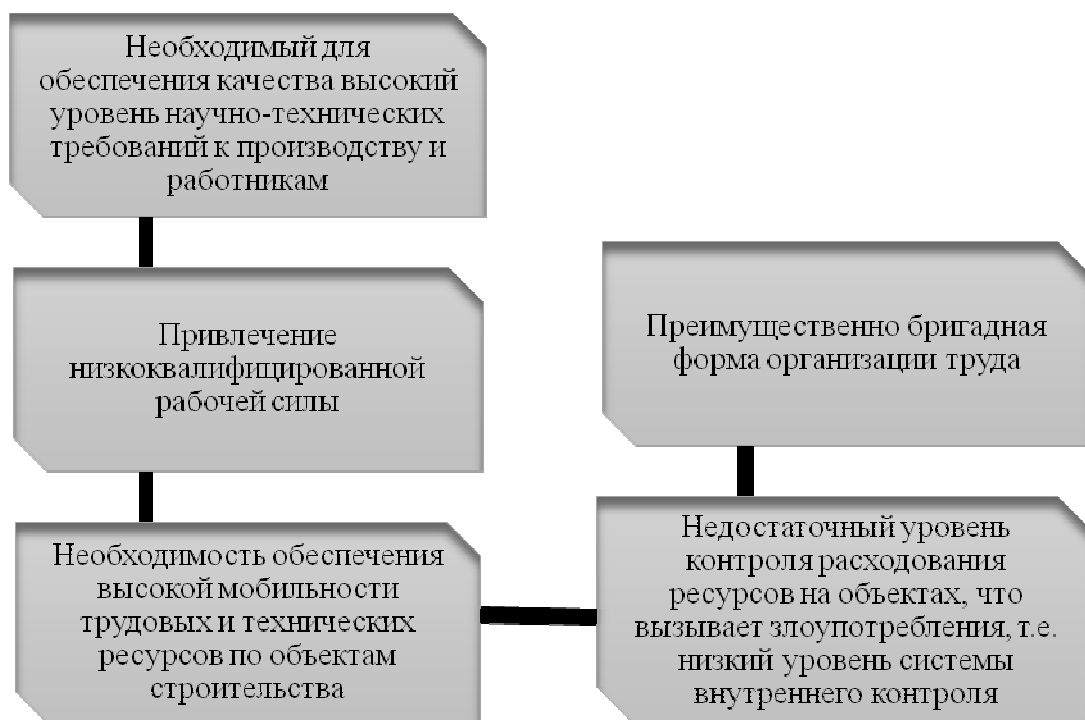 Необходимый для
обеспечения качества высокий
уровень научно-технических
требований к производству и
работникам
Привлечение
низкоквалифицированной
рабочей силы
Необходимость обеспечения
высокой мобильности
трудовых и технических
ресурсов по объектам
строительства
Недостаточный уровень
контроля расходования
ресурсов на объектах, что
вызывает злоупотребления, т.е.
низкий уровень системы
внутреннего контроля
Преимущественно бригадная
форма организации труда